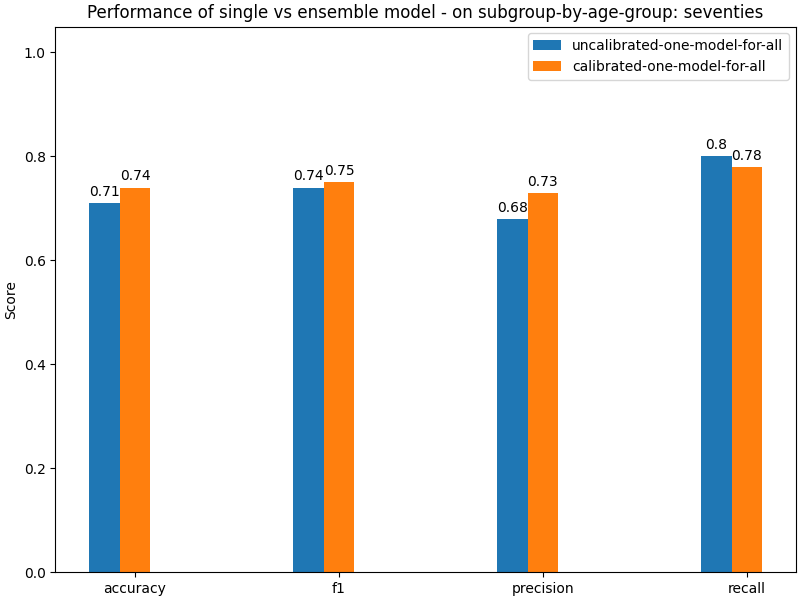 Performance of single vs ensemble model - on subgroup-by-age-group: seventies
uncalibrated-one-model-for-all
calibrated-one-model-for-all
Score
1.0
0.8
0.6
0.4
0.2
0.0
0.71
0.74
0.74
0.75
0.68
0.73
0.8
0.78
accuracy
f1
precision
recall